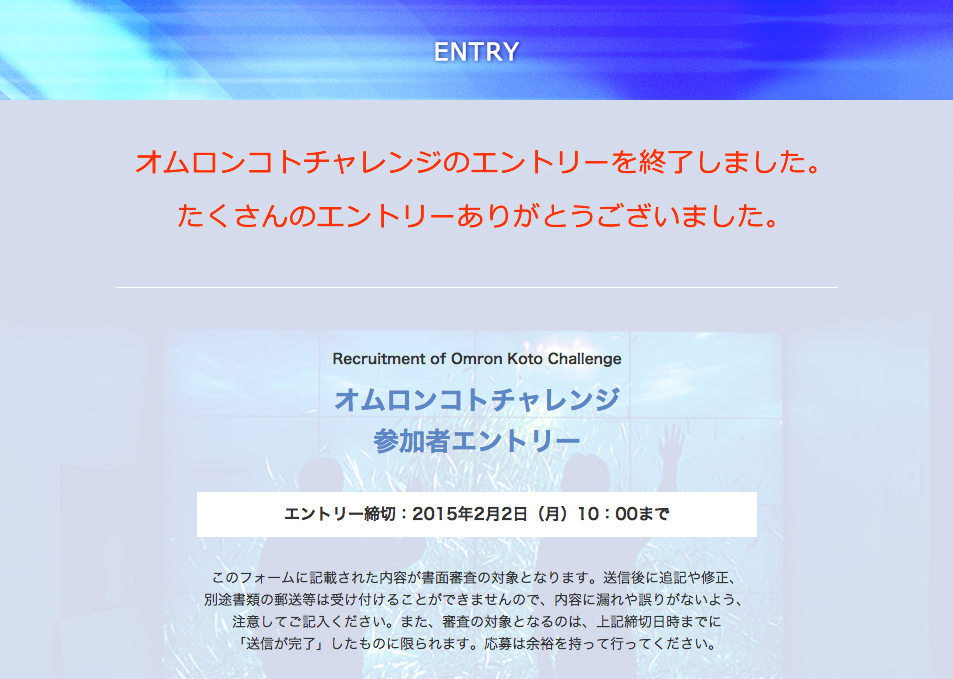 ENTRY
オムロンコトチャレンジのエントリーを終了しました。
たくさんのエントリーありがとうございました。
Recruitment of Omron Koto Challenge
オムロンコトチャレンジ
参加者エントリー
エントリー締切：2015年2月2日（月）10：00まで
このフォームに記載された内容が書面審査の対象となります。送信後に追記や修正、
別途書類の郵送等は受け付けることができませんので、内容に漏れや誤りがないよう、
注意してご記入ください。また、審査の対象となるのは、上記締切日時までに
「送信が完了」したものに限られます。応募は余裕を持って行ってください。